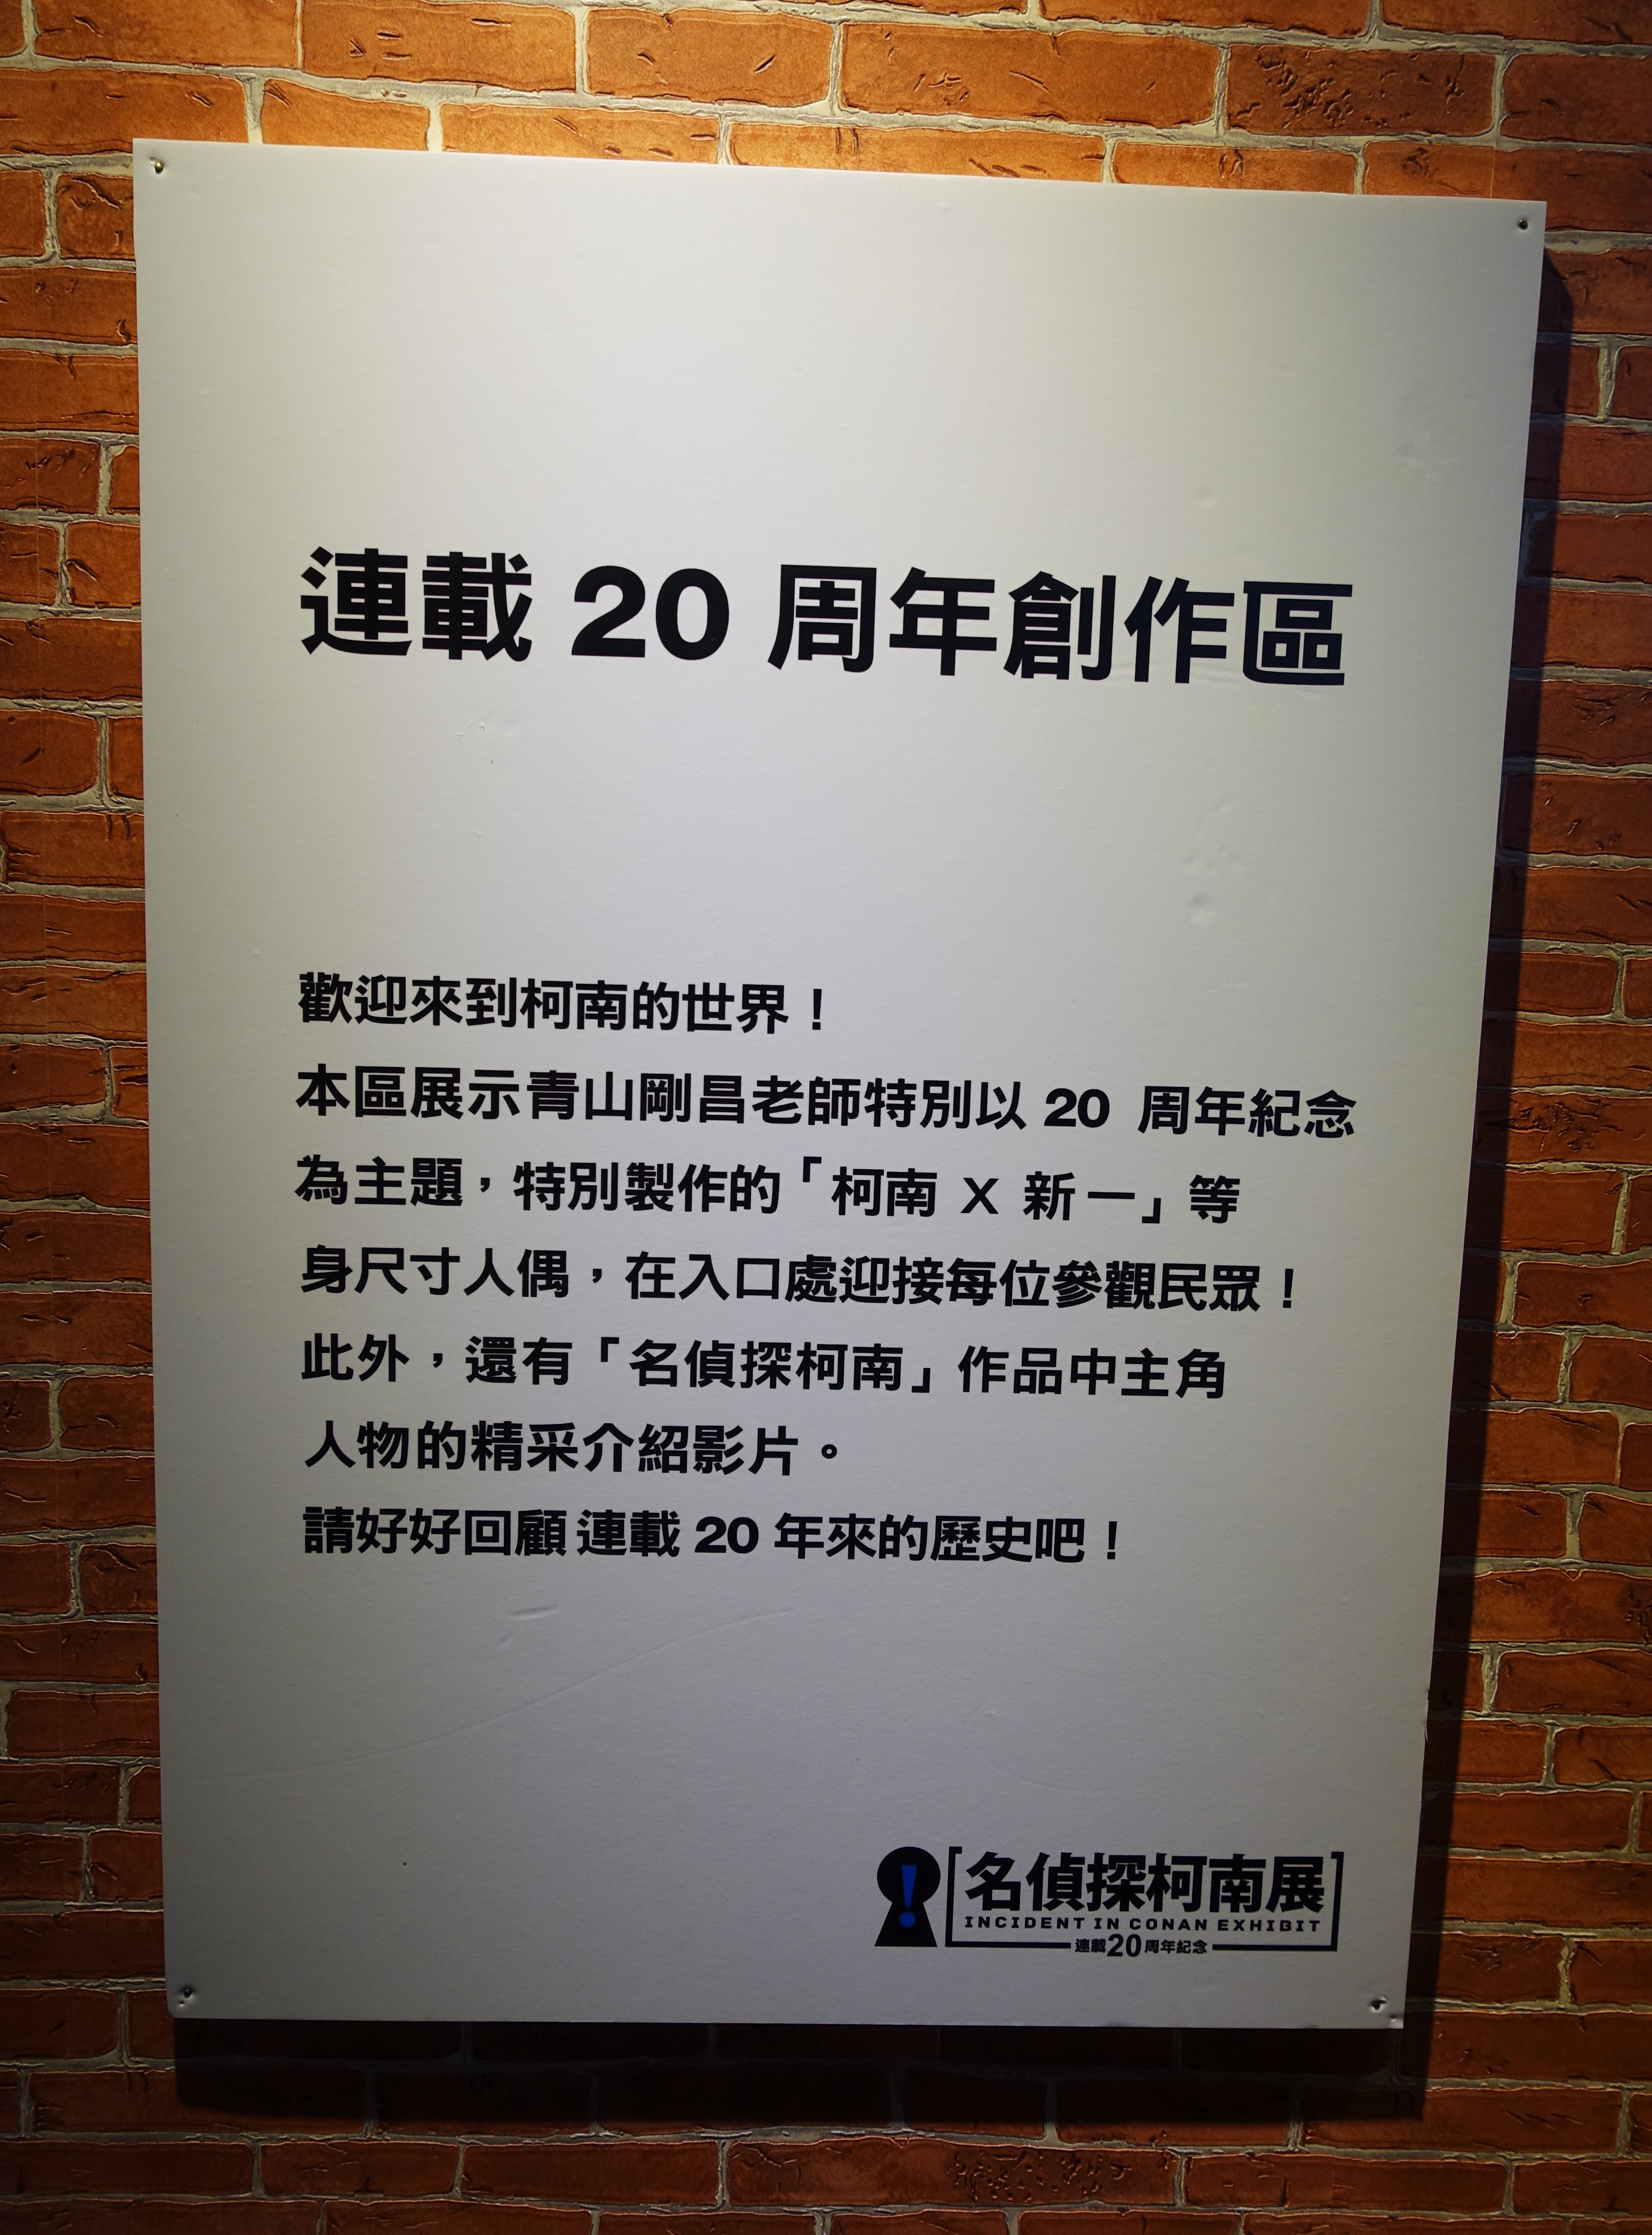 連載 20 周年創作區
歡迎來到柯南的世界！
本區展示青山剛昌老師特別以 20 周年紀念
為主題，特別製作的「柯南 X 新一」等
身尺寸人偶，在入口處迎接每位參觀民眾！
此外，還有「名偵探柯南」作品中主角
人物的精采介紹影片。
請好好回顧連載 20 年來的歷史吧！
名偵探柯南展
INCIDENT IN CONAN EXHIBIT
連載20周年紀念